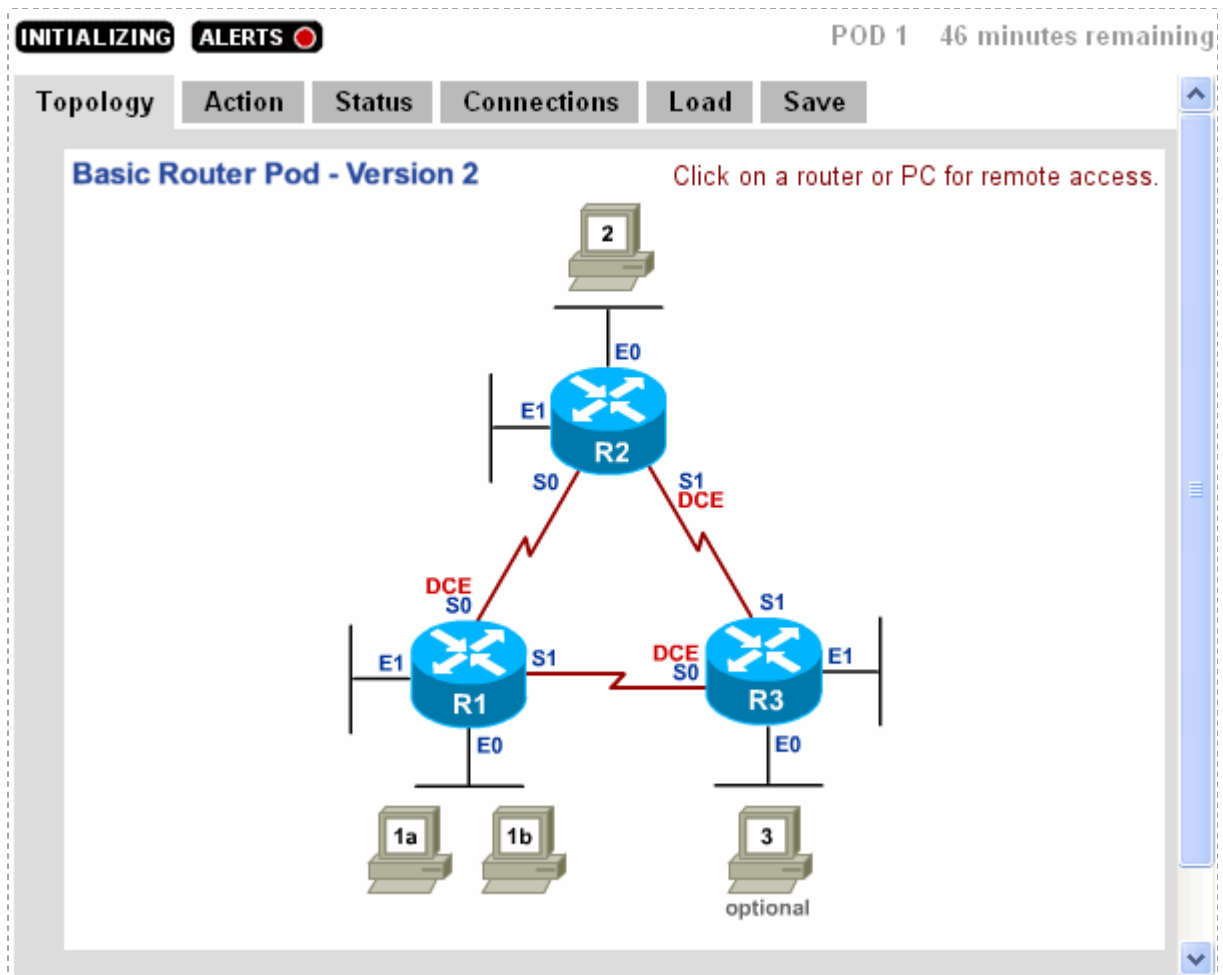 INITIALIZING ALERTS POD 1 46 minutes remaining
Topology Action Status Connections Load Save
Basic Router Pod - Version 2 Click on a router or PC for remote access.
2
E0
E1
R2
S0 S1
DCE
DCE
S0 S1
E1 S1 DCE E1
S0
R1 R3
E0 E0
1a 1b 3
optional